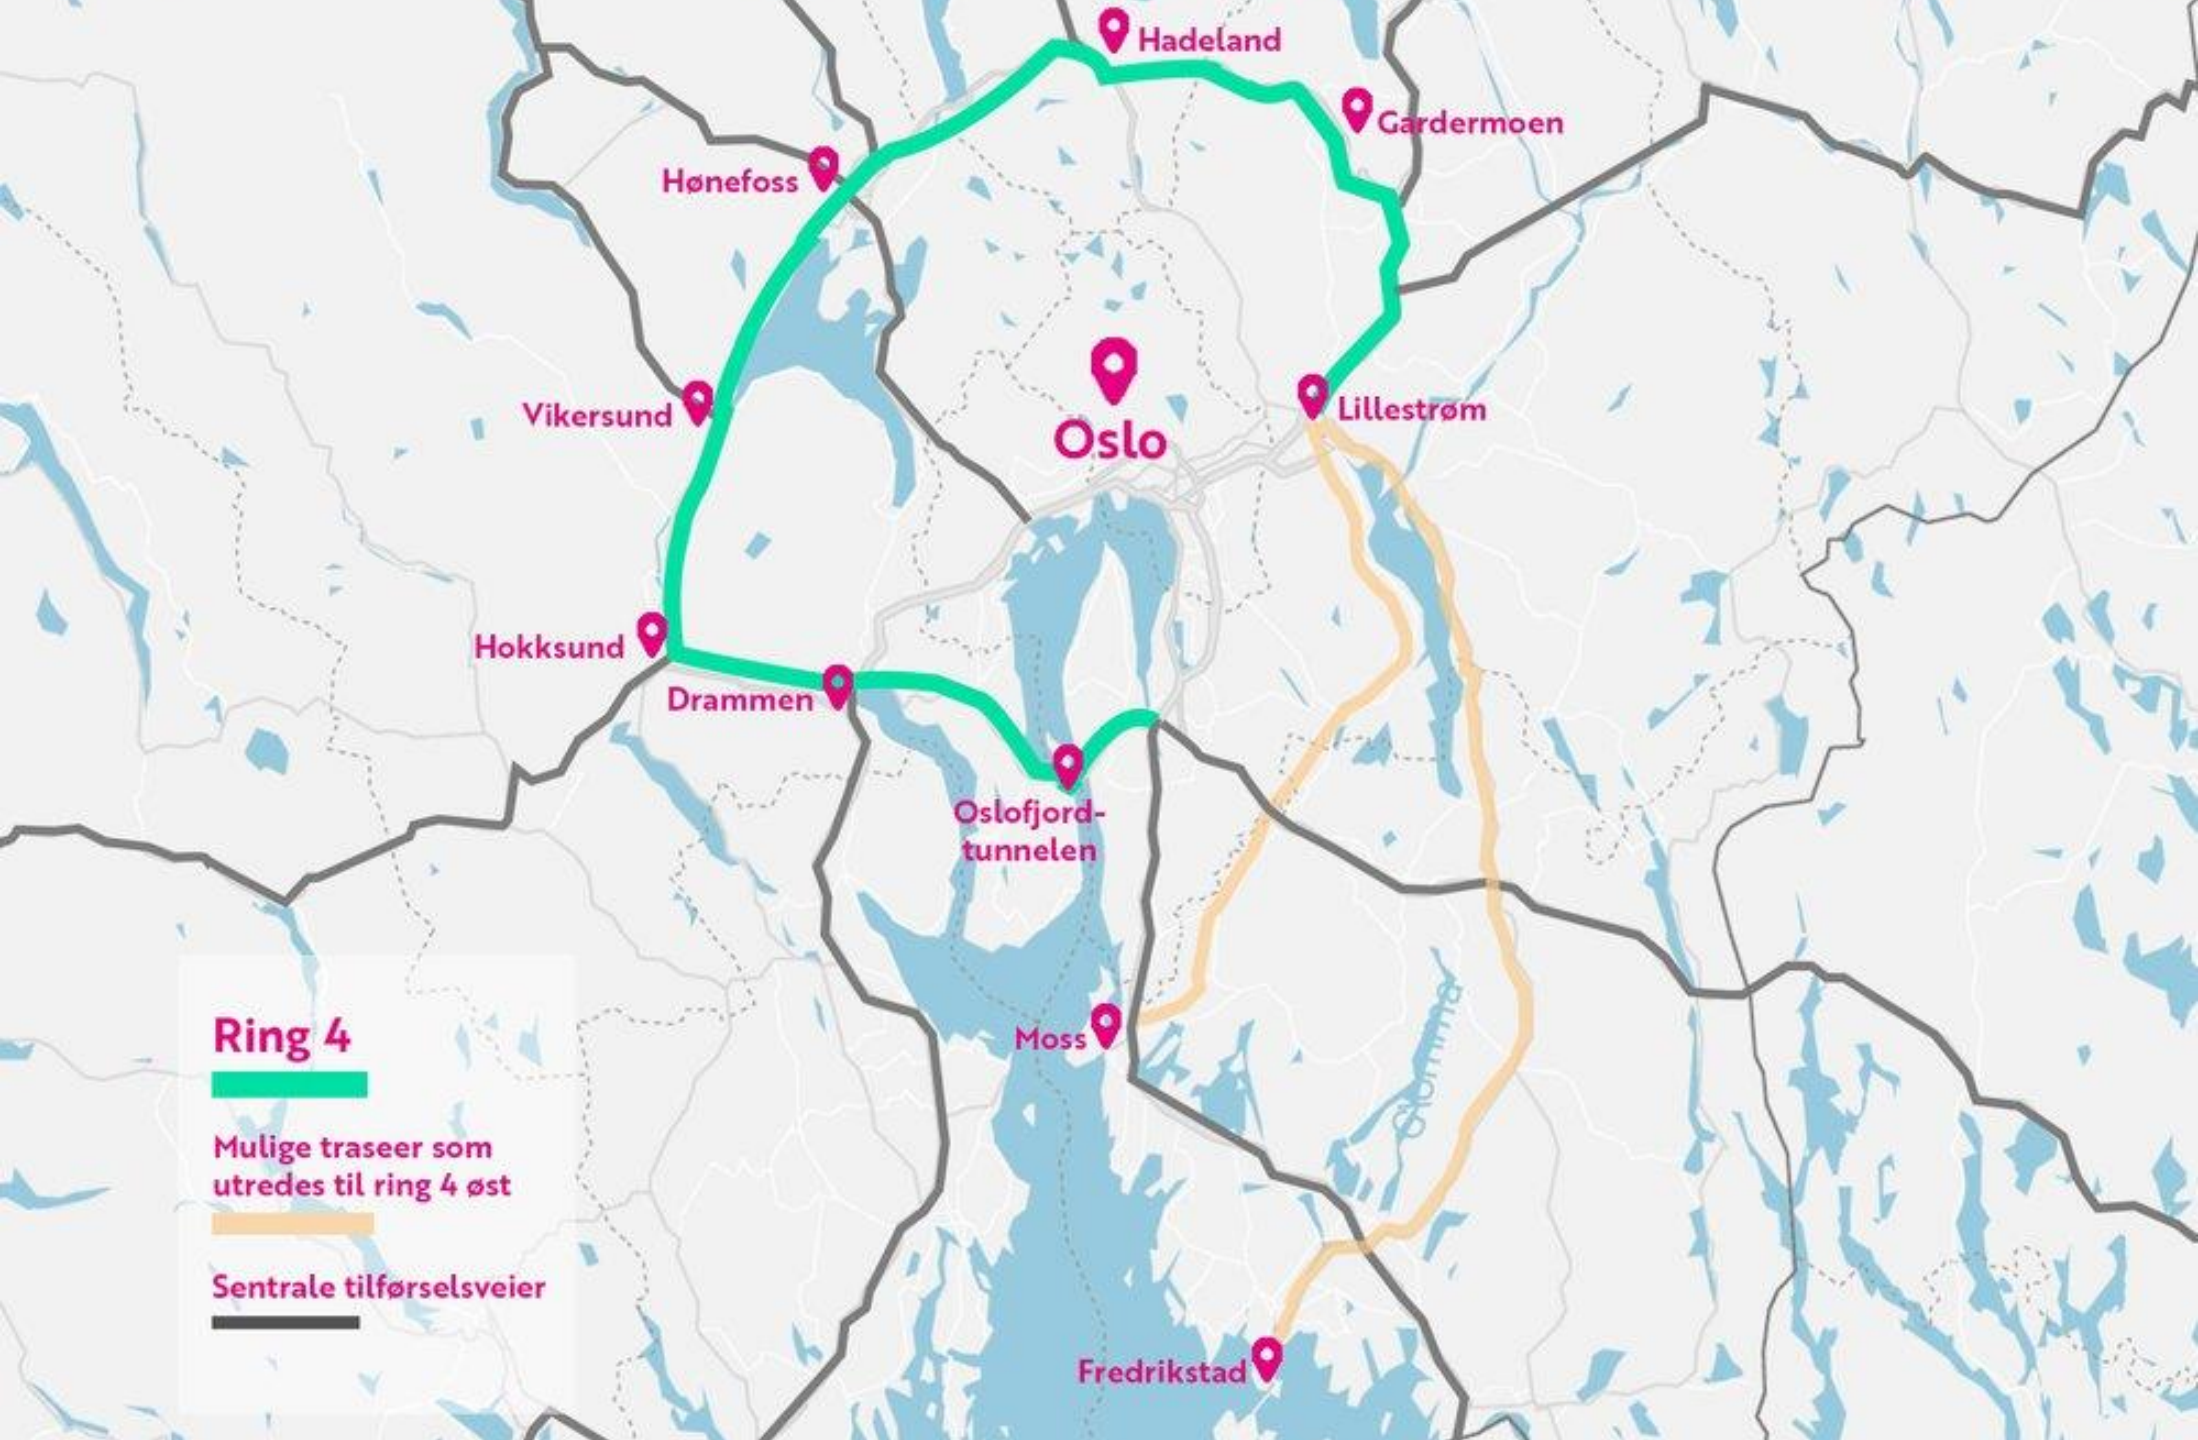 Hadeland
Gardermoen
Hønefoss
Vikersund
Oslo
Lillestrøm
Hokksund
Drammen
Oslofjord-
tunnelen
Moss
Glomma
Fredrikstad
Ring 4
Mulige traseer som
utredes til ring 4 øst
Sentrale tilførselsveier